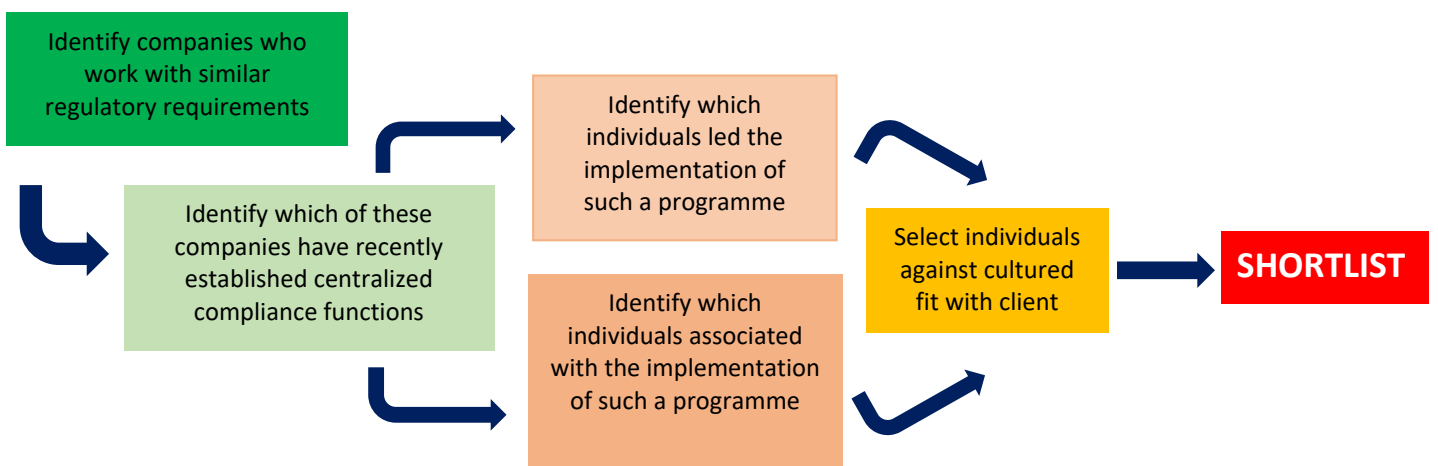 Identify companies who
work with similar
regulatory requirements
Identify which of these
companies have recently
established centralized
compliance functions
Identify which
individuals led the
implementation of
such a programme
Identify which
individuals associated
with the implementation
of such a programme
Select individuals
against cultured
fit with client
SHORTLIST